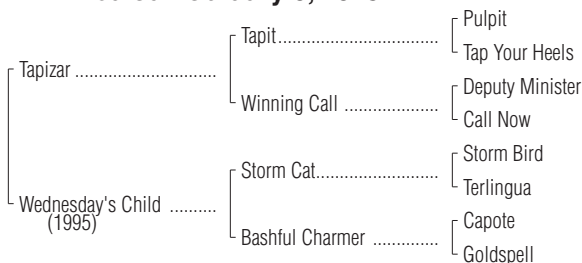 Pulpit
Tapit
Tap Your Heels
Tapizar
Deputy Minister
Winning Call
Call Now
Storm Bird
Storm Cat
Terlingua
Wednesday's Child
(1995)
Capote
Bashful Charmer
Goldspell